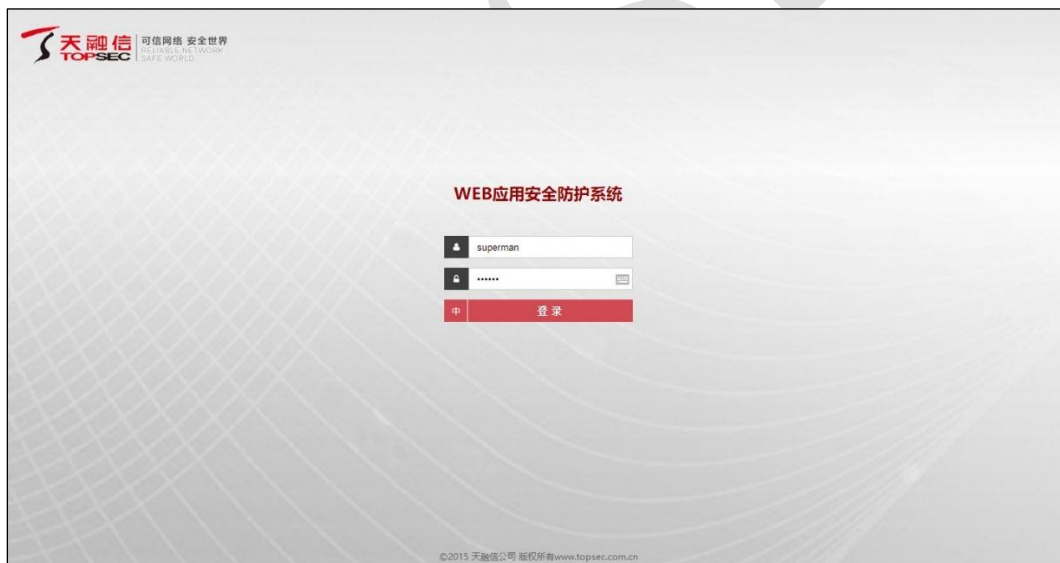 天融信
TOPSEC
可信网络 安全世界
RELIABLE NETWORK
SAFE WORLD
WEB应用安全防护系统
superman
••••••
中
登录
©2015 天融信公司 版权所有www.topsec.com.cn